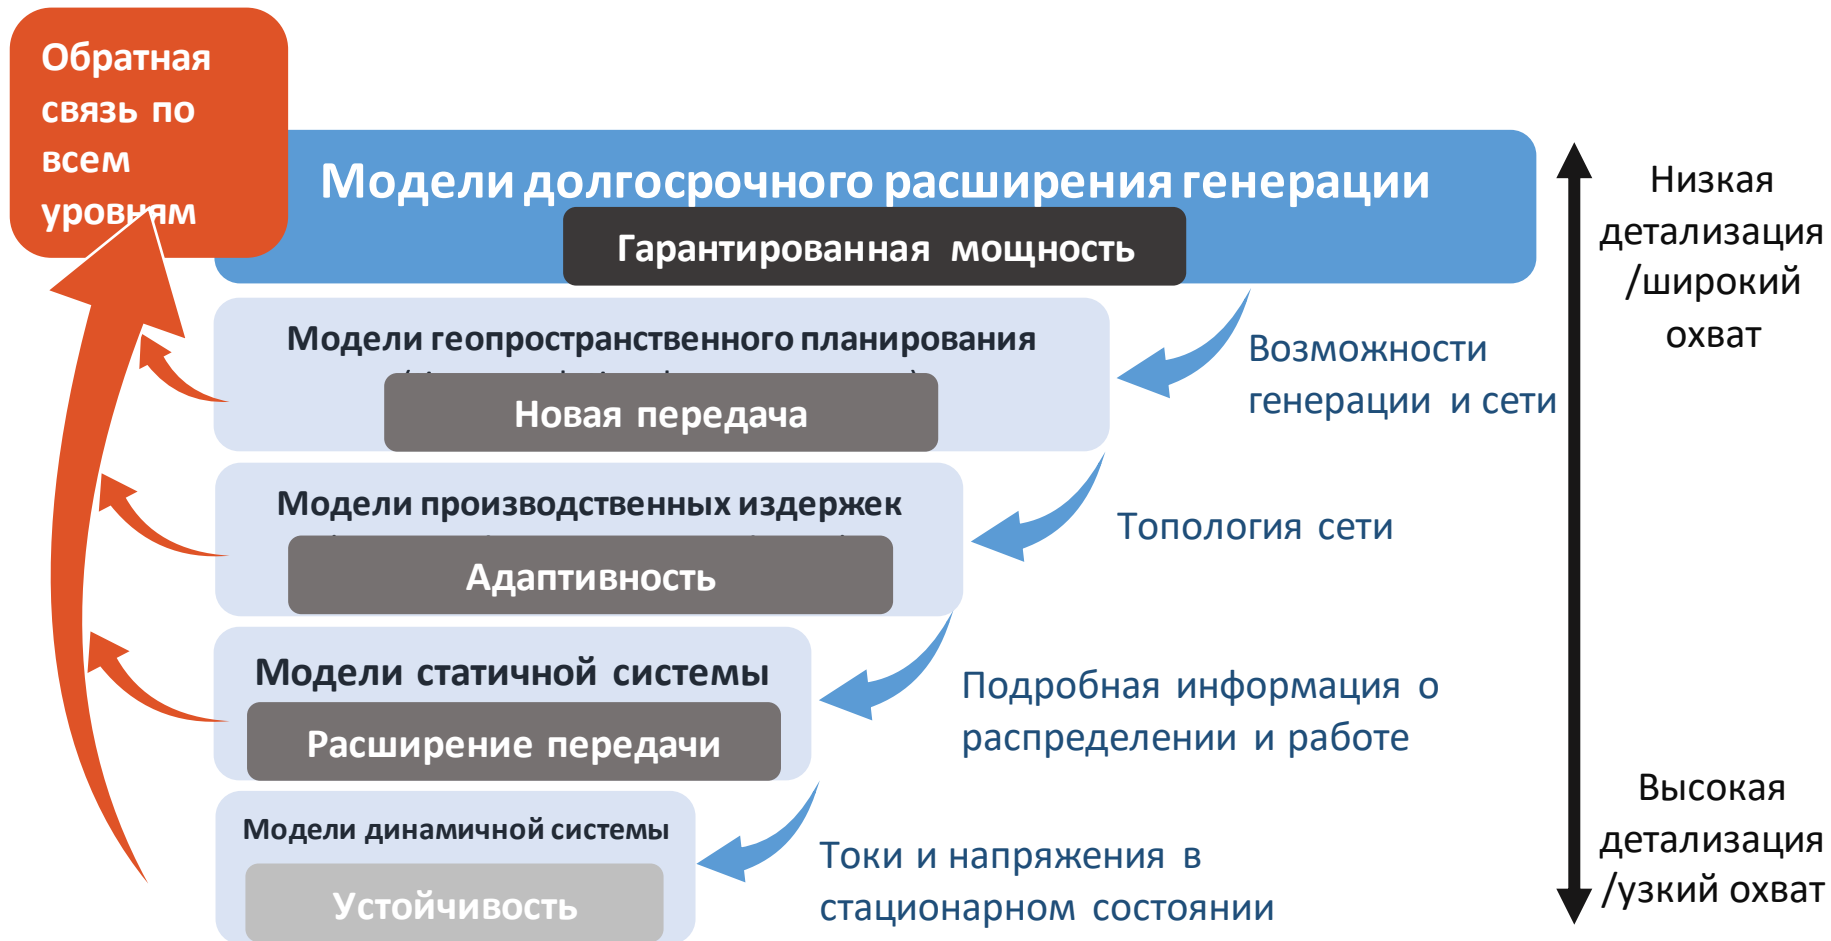 Обратная
связь по
всем
уровням
Модели долгосрочного расширения генерации
Гарантированная мощность
Модели геопространственного планирования
Новая передача
Возможности
генерации и сети
Модели производственных издержек
Адаптивность
Топология сети
Модели статичной системы
Расширение передачи
Подробная информация о
распределении и работе
Модели динамичной системы
Устойчивость
Токи и напряжения в
стационарном состоянии
Низкая
детализация
/широкий
охват
Высокая
детализация
/узкий охват